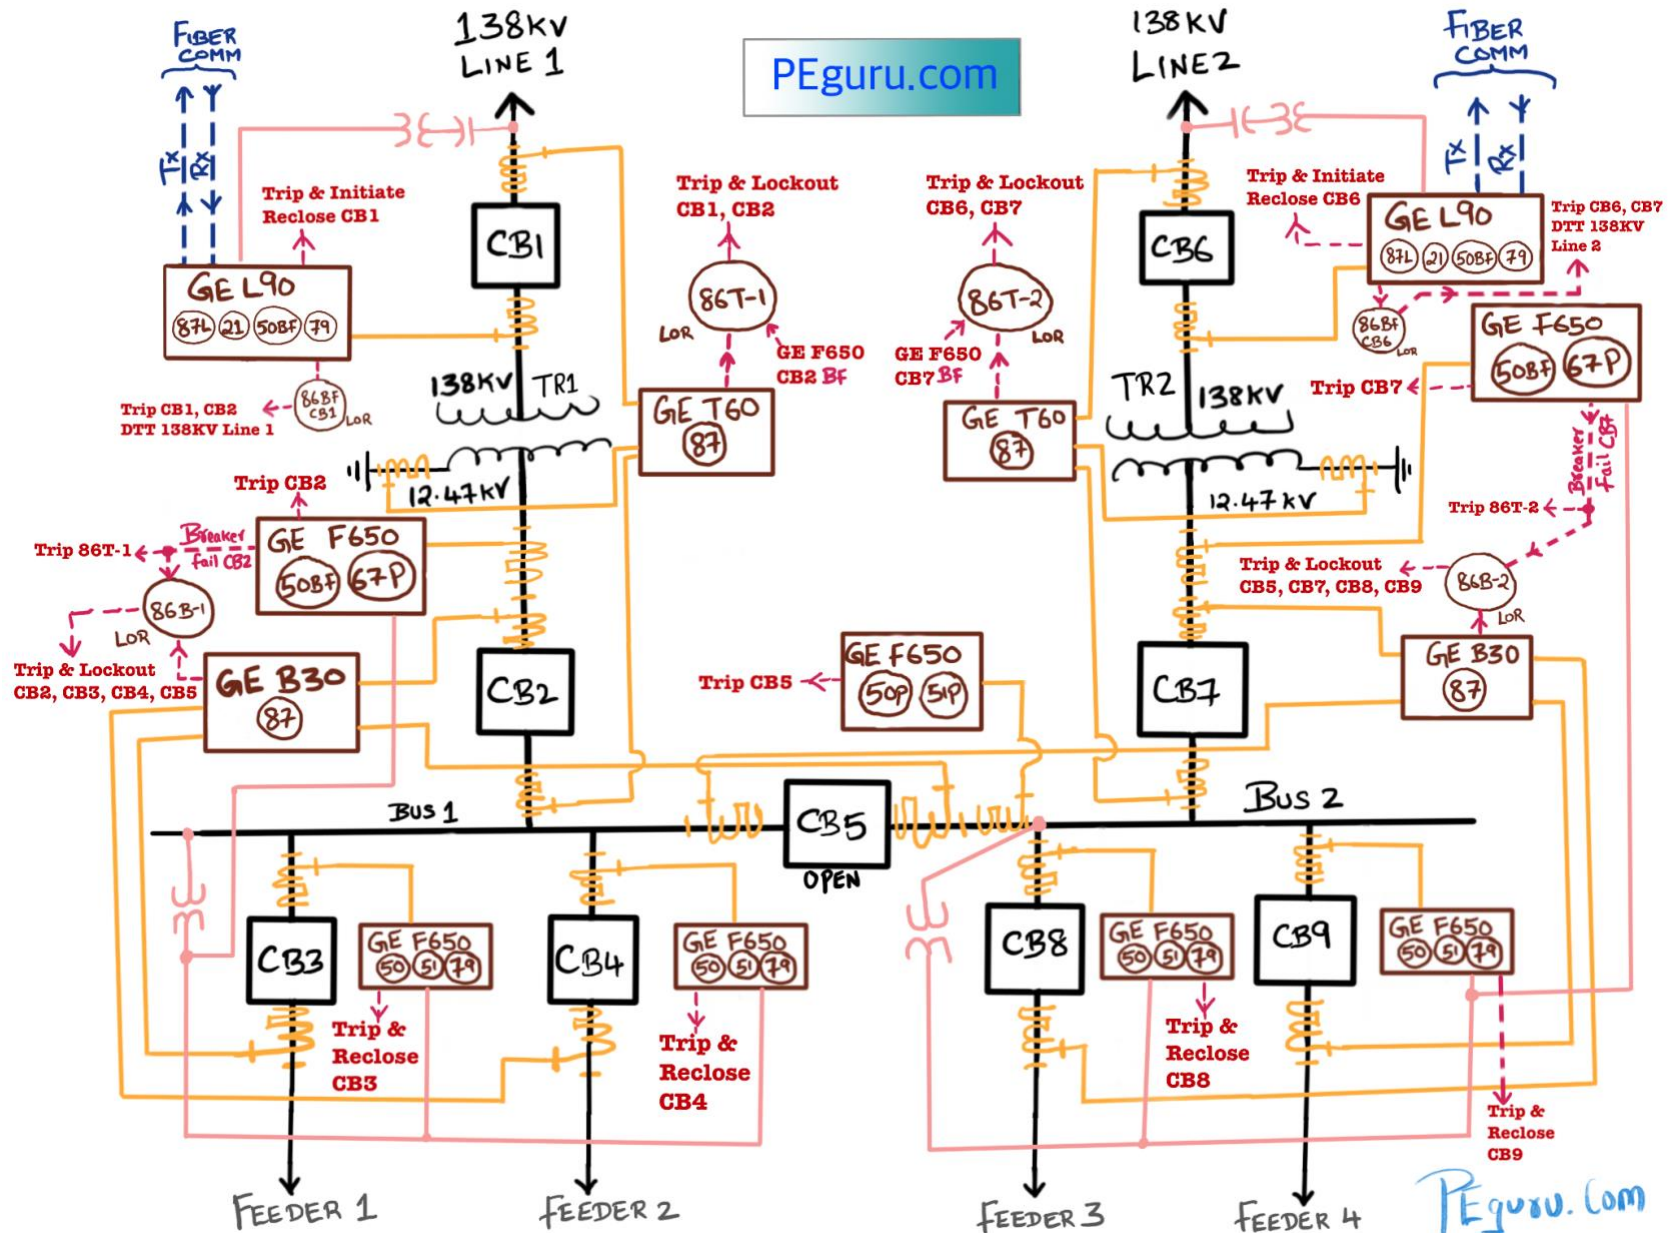 FIBER
COMM
138KV
LINE 1
PEguru.com
138KV
LINE2
FIBER
COMM
Tx
Rx
Tx
Rx
Trip & Initiate
Reclose CB1
CB1
Trip & Lockout
CB1, CB2
Trip & Lockout
CB6, CB7
CB6
Trip & Initiate
Reclose CB6
GE L90
87L 21 50BF 79
Trip CB6, CB7
DTT 138KV
Line 2
GE L90
87L 21 50BF 79
86T-1
LOR
GE F650
CB2 BF
86T-2
LOR
GE F650
CB7 BF
86BF
CB6
LOR
GE F650
50BF 67P
Trip CB7
Breaker
Fail CB7
Trip CB1, CB2
DTT 138KV Line 1
86BF
CB1
LOR
138KV
TR1
12.47KV
GE T60
87
GE T60
87
TR2
138KV
12.47KV
Trip CB2
Trip 86T-1
Breaker
fail CB2
GE F650
50BF 67P
86B-1
LOR
Trip & Lockout
CB2, CB3, CB4, CB5
GE B30
87
CB2
Trip CB5
GE F650
50P 51P
CB7
Trip 86T-2
Trip & Lockout
CB5, CB7, CB8, CB9
86B-2
LOR
GE B30
87
BUS 1
CB5
OPEN
BUS 2
CB3
GE F650
50 51 79
Trip &
Reclose
CB3
CB4
GE F650
50 51 79
Trip &
Reclose
CB4
CB8
GE F650
50 51 79
Trip &
Reclose
CB8
CB9
GE F650
50 51 79
Trip &
Reclose
CB9
FEEDER 1
FEEDER 2
FEEDER 3
FEEDER 4
PEguru.com